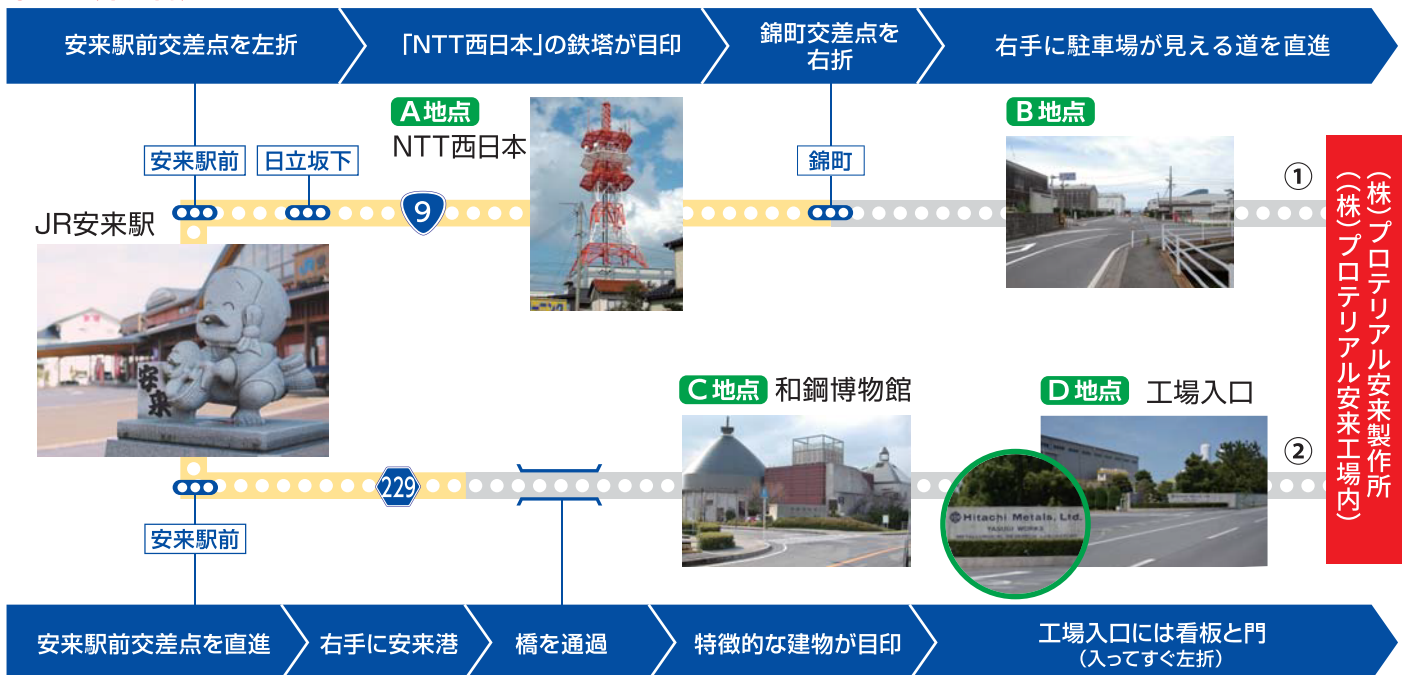 安来駅前交差点を左折
「NTT西日本」の鉄塔が目印
錦町交差点を
右折
右手に駐車場が見える道を直進
A地点
NTT西日本
B地点
安来駅前
日立坂下
錦町
①
9
JR安来駅
安来
(株)プロテリアル安来製作所
((株)プロテリアル安来工場内)
C地点 和鋼博物館
D地点 工場入口
②
229
Hitachi Metals, Ltd.
YASUGI WORKS
安来駅前
安来駅前交差点を直進
右手に安来港
橋を通過
特徴的な建物が目印
工場入口には看板と門
(入ってすぐ左折)